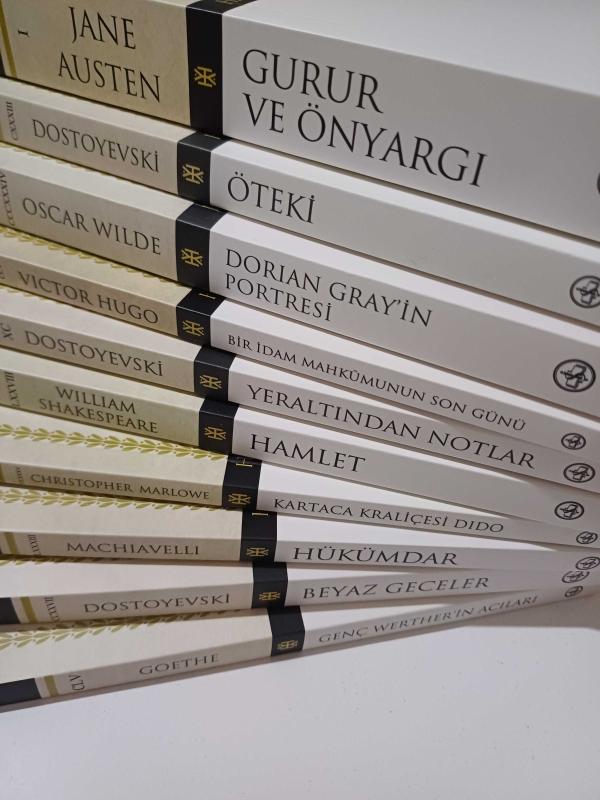 I
JANE
AUSTEN
GURUR
VE ÖNYARGI
DOSTOYEVSKİ
ÖTEKİ
OSCAR WILDE
DORIAN GRAY'İN
PORTRESİ
VICTOR HUGO
BİR İDAM MAHKÛMUNUN SON GÜNÜ
XC
DOSTOYEVSKİ
YERALTINDAN NOTLAR
WILLIAM
SHAKESPEARE
HAMLET
CHRISTOPHER MARLOWE
KARTACA KRALİÇESİ DIDO
MACHIAVELLI
HÜKÜMDAR
DOSTOYEVSKİ
BEYAZ GECELER
CLV
GOETHE
GENÇ WERTHER'İN ACILARI